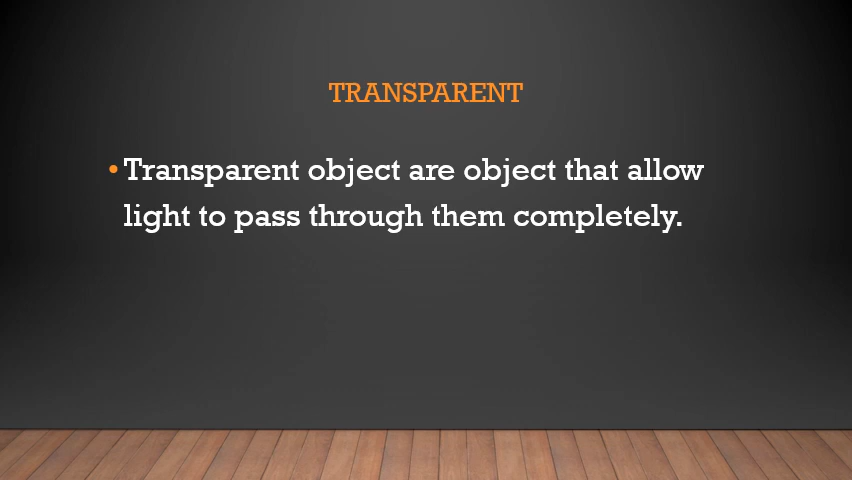 TRANSPARENT
• Transparent object are object that allow
light to pass through them completely.